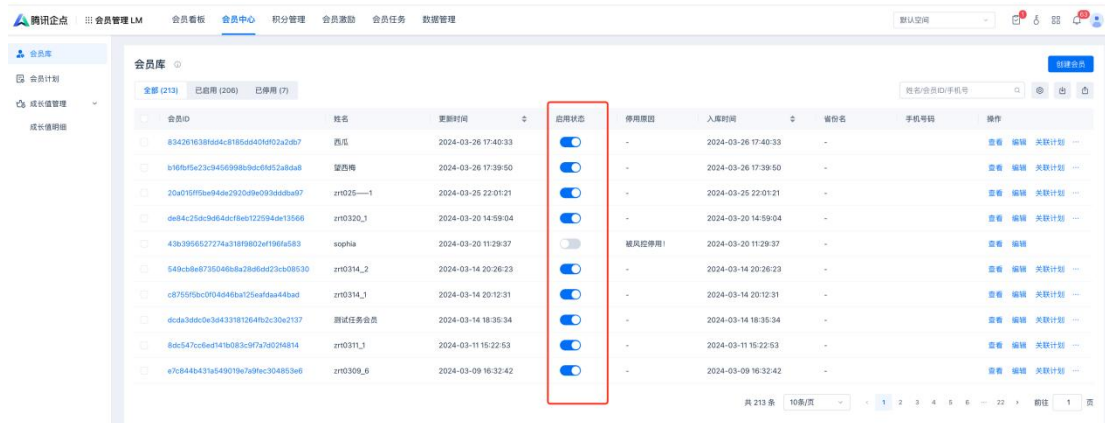 腾讯企点 会员管理 LM 会员看板 会员中心 积分管理 会员激励 会员任务 数据管理 默认空间 63
会员库
会员计划
成长值管理
成长值明细
会员库
创建会员
全部 (213) 已启用 (206) 已停用 (7) 姓名/会员ID/手机号
会员ID 姓名 更新时间 启用状态 停用原因 入库时间 省份名 手机号码 操作
834261638fdd4c8185dd40fdf02a2db7 西瓜 2024-03-26 17:40:33 - 2024-03-26 17:40:33 - 查看 编辑 关联计划 ...
b16fbf5e23c9456998b9dc6fd52a8da8 望西梅 2024-03-26 17:39:50 - 2024-03-26 17:39:50 - 查看 编辑 关联计划 ...
20a015ff5be94de2920d9e093dddba97 zrt025——1 2024-03-25 22:01:21 - 2024-03-25 22:01:21 - 查看 编辑 关联计划 ...
de84c25dc9d64dcf8eb122594de13566 zrt0320_1 2024-03-20 14:59:04 - 2024-03-20 14:59:04 - 查看 编辑 关联计划 ...
43b3956527274a318f9802ef196fa583 sophia 2024-03-20 11:29:37 被风控停用! 2024-03-20 11:29:37 - 查看 编辑
549cb8e8735046b8a28d6dd23cb08530 zrt0314_2 2024-03-14 20:26:23 - 2024-03-14 20:26:23 - 查看 编辑 关联计划 ...
c8755f5bc0f04d46ba125eafdaa44bad zrt0314_1 2024-03-14 20:12:31 - 2024-03-14 20:12:31 - 查看 编辑 关联计划 ...
dcda3ddc0e3d433181264fb2c30e2137 测试任务会员 2024-03-14 18:35:34 - 2024-03-14 18:35:34 - 查看 编辑 关联计划 ...
8dc547cc6ed141b083c9f7a7d02f4814 zrt0311_1 2024-03-11 15:22:53 - 2024-03-11 15:22:53 - 查看 编辑 关联计划 ...
e7c844b431a549019e7a9fec304853e6 zrt0309_6 2024-03-09 16:32:42 - 2024-03-09 16:32:42 - 查看 编辑 关联计划 ...
共 213 条 10条/页 1 2 3 4 5 6 ... 22 前往 1 页